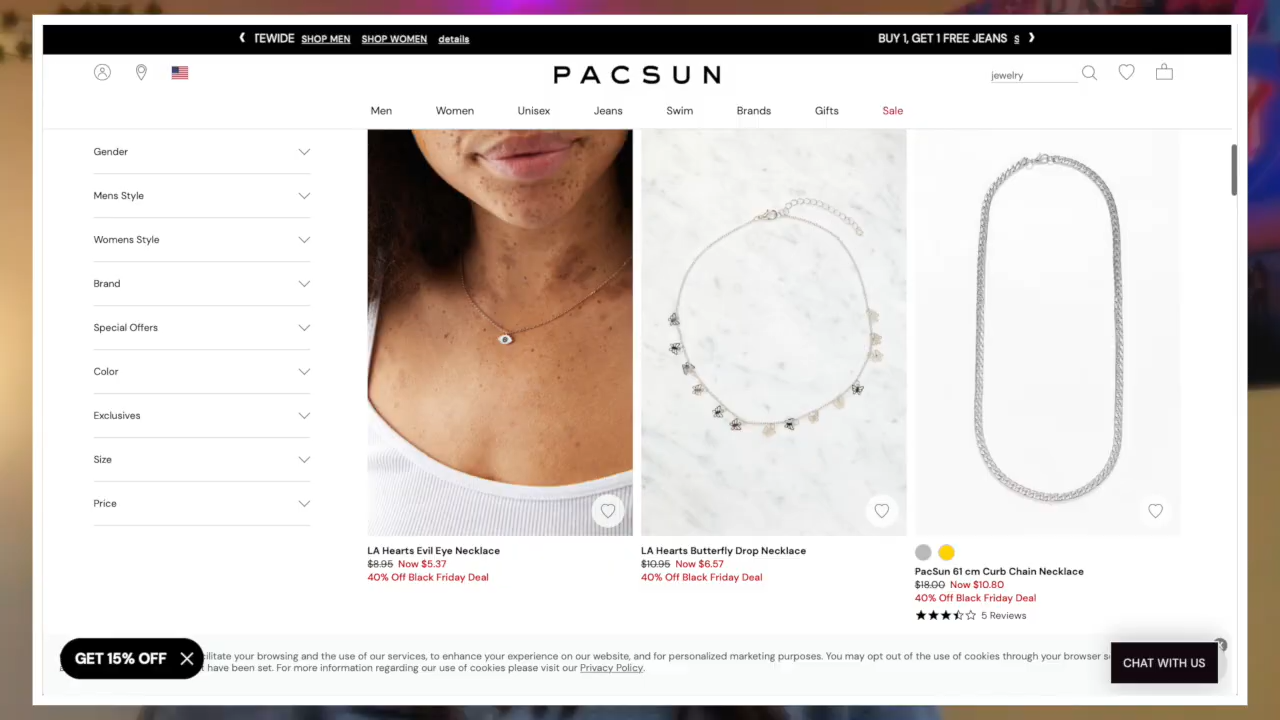 TEWIDE SHOP MEN SHOP WOMEN details BUY 1, GET 1 FREE JEANS S
PACSUN
jewelry
Men Women Unisex Jeans Swim Brands Gifts Sale
Gender
Mens Style
Womens Style
Brand
Special Offers
Color
Exclusives
Size
Price
LA Hearts Evil Eye Necklace
$8.95 Now $5.37
40% Off Black Friday Deal
LA Hearts Butterfly Drop Necklace
$10.95 Now $6.57
40% Off Black Friday Deal
PacSun 61 cm Curb Chain Necklace
$18.00 Now $10.80
40% Off Black Friday Deal
5 Reviews
GET 15% OFF
cilitate your browsing and the use of our services, to enhance your experience on our website, and for personalized marketing purposes. You may opt out of the use of cookies through your browser s
have been set. For more information regarding our use of cookies please visit our Privacy Policy.
CHAT WITH US